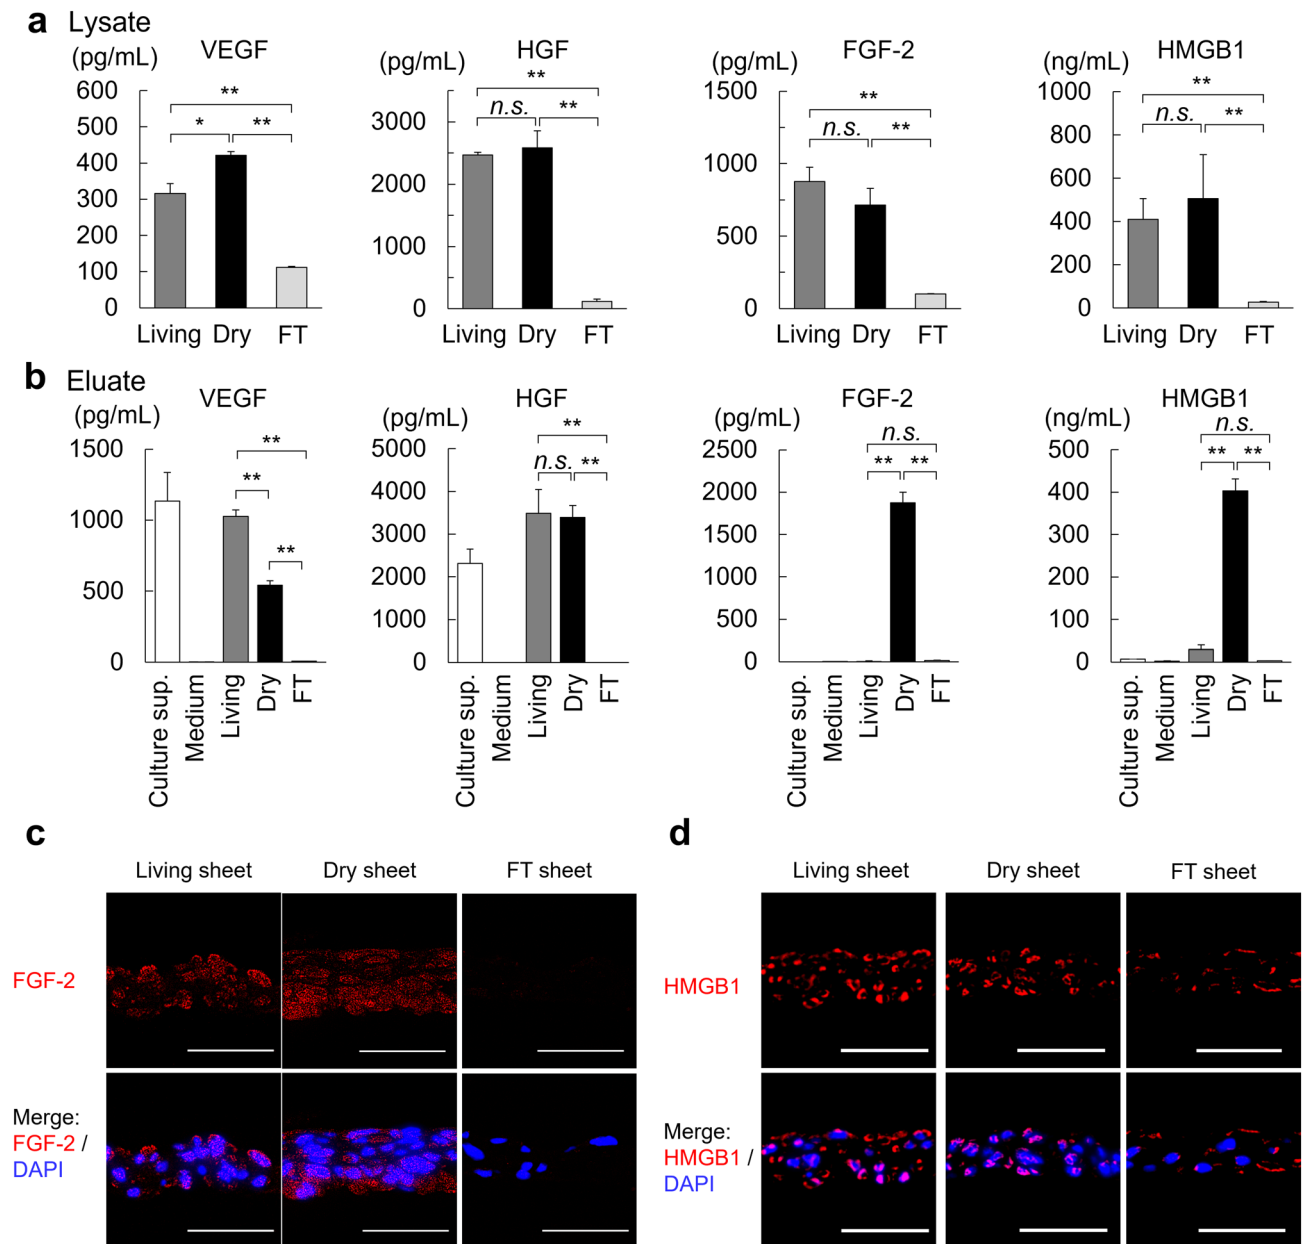 a Lysate
(pg/mL) VEGF
600
500
400
300
200
100
0
**
* **
Living Dry FT
(pg/mL) HGF
3500
2500
1500
0
**
n.s. **
Living Dry FT
(pg/mL) FGF-2
1500
1000
500
0
**
n.s. **
Living Dry FT
(ng/mL) HMGB1
1000
800
600
400
200
0
**
n.s. **
Living Dry FT
b Eluate
(pg/mL) VEGF
1500
1000
500
0
**
**
**
Culture sup.
Medium
Living
Dry
FT
(pg/mL) HGF
5000
4000
3000
2000
1000
0
**
n.s. **
Culture sup.
Medium
Living
Dry
FT
(pg/mL) FGF-2
2500
2000
1500
1000
500
0
n.s.
** **
Culture sup.
Medium
Living
Dry
FT
(ng/mL) HMGB1
500
400
300
200
100
0
n.s.
** **
Culture sup.
Medium
Living
Dry
FT
c
Living sheet Dry sheet FT sheet
FGF-2
Merge:
FGF-2 /
DAPI
d
Living sheet Dry sheet FT sheet
HMGB1
Merge:
HMGB1 /
DAPI